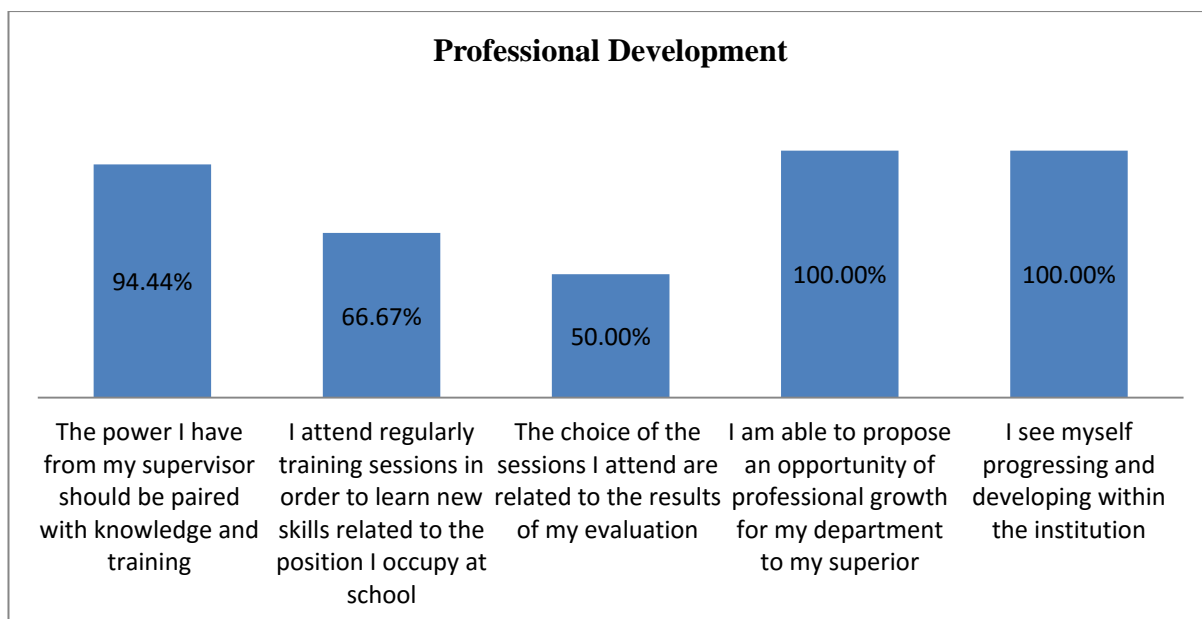 Professional Development
94.44%
66.67%
50.00%
100.00%
100.00%
The power I have
from my supervisor
should be paired
with knowledge and
training
I attend regularly
training sessions in
order to learn new
skills related to the
position I occupy at
school
The choice of the
sessions I attend are
related to the results
of my evaluation
I am able to propose
an opportunity of
professional growth
for my department
to my superior
I see myself
progressing and
developing within
the institution